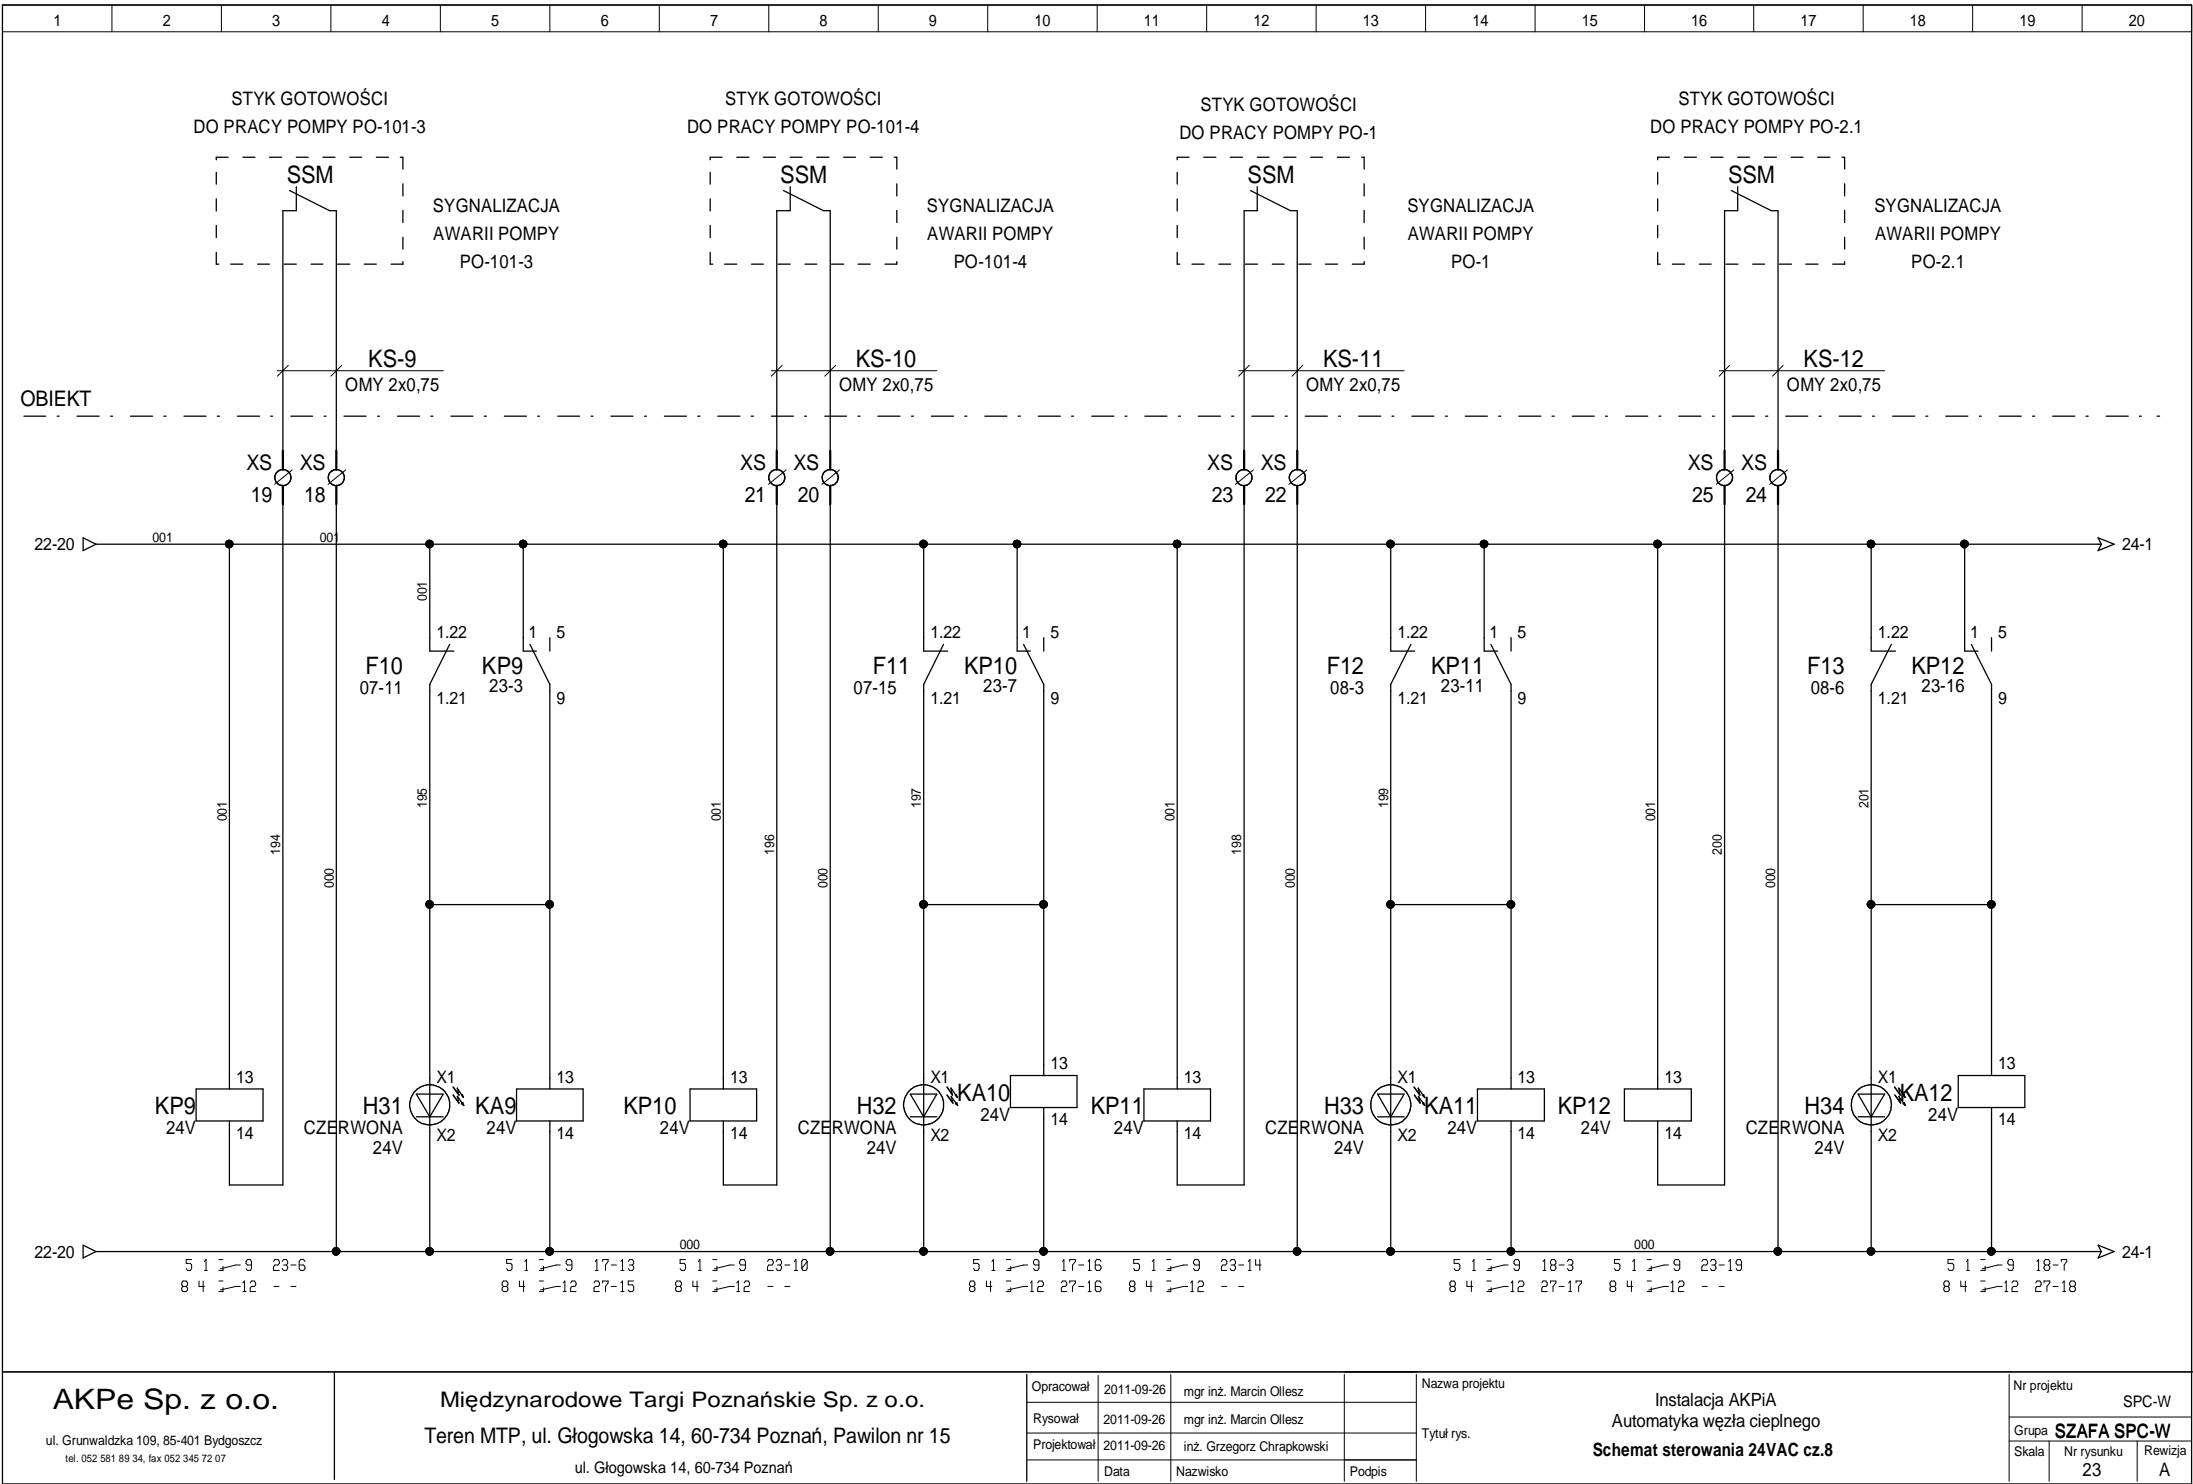 1 2 3 4 5 6 7 8 9 10 11 12 13 14 15 16 17 18 19 20
STYK GOTOWOŚCI
DO PRACY POMPY PO-101-3
STYK GOTOWOŚCI
DO PRACY POMPY PO-101-4
STYK GOTOWOŚCI
DO PRACY POMPY PO-1
STYK GOTOWOŚCI
DO PRACY POMPY PO-2.1
SSM
SYGNALIZACJA
AWARII POMPY
PO-101-3
SSM
SYGNALIZACJA
AWARII POMPY
PO-101-4
SSM
SYGNALIZACJA
AWARII POMPY
PO-1
SSM
SYGNALIZACJA
AWARII POMPY
PO-2.1
KS-9
OMY 2x0,75
KS-10
OMY 2x0,75
KS-11
OMY 2x0,75
KS-12
OMY 2x0,75
OBIEKT
XS XS XS XS XS XS XS XS
19 18 21 20 23 22 25 24
22-20 001 001 24-1
001
1.22 1 5 1.22 1 5 1.22 1 5 1.22 1 5
F10 KP9 F11 KP10 F12 KP11 F13 KP12
07-11 23-3 07-15 23-7 08-3 23-11 08-6 23-16
1.21 9 1.21 9 1.21 9 1.21 9
001 195 001 197 001 199 001 201
194 196 198 200
000 000 000 000
KP9
24V
13
14
H31
CZERWONA
24V
X1
X2
KA9
24V
13
14
KP10
24V
13
14
H32
CZERWONA
24V
X1
X2
KA10
24V
13
14
KP11
24V
13
14
H33
CZERWONA
24V
X1
X2
KA11
24V
13
14
KP12
24V
13
14
H34
CZERWONA
24V
X1
X2
KA12
24V
13
14
22-20 000 000 24-1
5 1 9 23-6 5 1 9 17-13 5 1 9 23-10 5 1 9 17-16 5 1 9 23-14 5 1 9 18-3 5 1 9 23-19 5 1 9 18-7
8 4 12 - - 8 4 12 27-15 8 4 12 - - 8 4 12 27-16 8 4 12 - - 8 4 12 27-17 8 4 12 - - 8 4 12 27-18
AKPe Sp. z o.o.
ul. Grunwaldzka 109, 85-401 Bydgoszcz
tel. 052 581 89 34, fax 052 345 72 07
Międzynarodowe Targi Poznańskie Sp. z o.o.
Teren MTP, ul. Głogowska 14, 60-734 Poznań, Pawilon nr 15
ul. Głogowska 14, 60-734 Poznań
Opracował 2011-09-26 mgr inż. Marcin Ollesz
Rysował 2011-09-26 mgr inż. Marcin Ollesz
Projektował 2011-09-26 inż. Grzegorz Chrapkowski
Data Nazwisko Podpis
Nazwa projektu
Instalacja AKPiA
Automatyka węzła cieplnego
Tytuł rys.
Schemat sterowania 24VAC cz.8
Nr projektu
SPC-W
Grupa SZAFA SPC-W
Skala Nr rysunku Rewizja
23 A